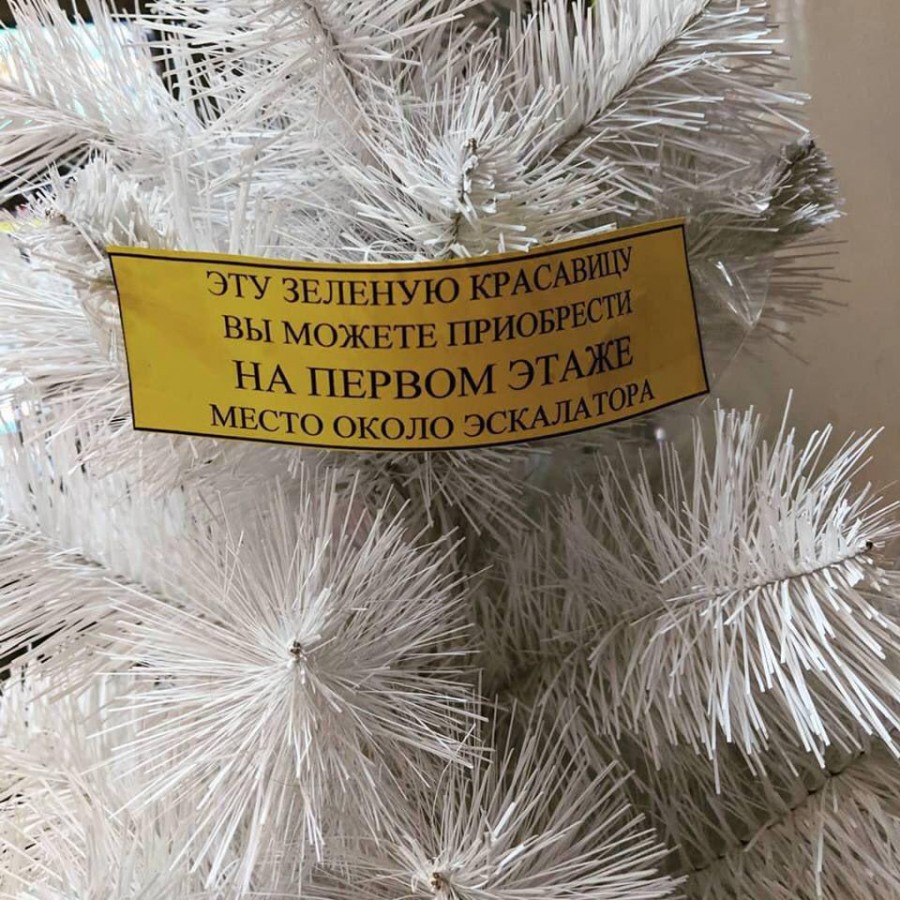 ЭТУ ЗЕЛЕНУЮ КРАСАВИЦУ
ВЫ МОЖЕТЕ ПРИОБРЕСТИ
НА ПЕРВОМ ЭТАЖЕ
МЕСТО ОКОЛО ЭСКАЛАТОРА